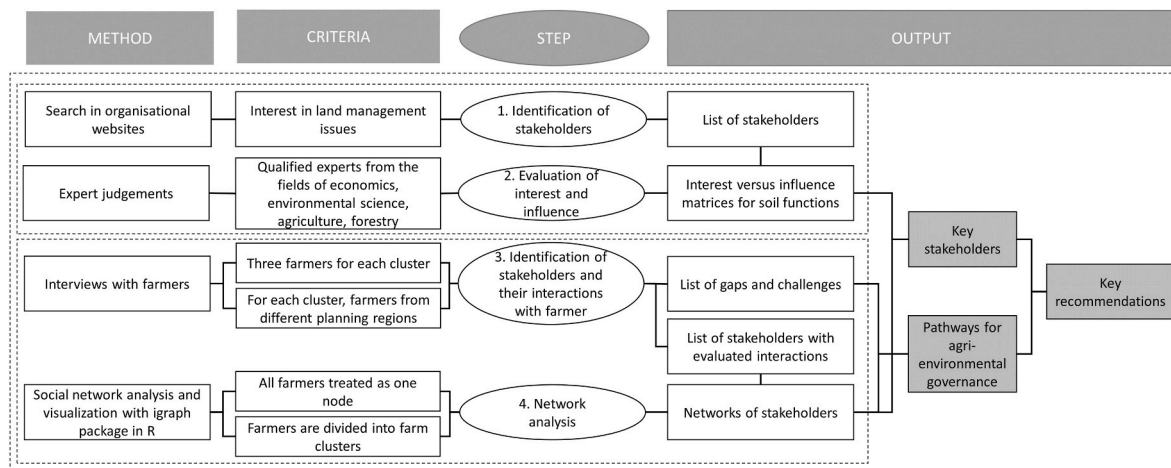 METHOD
CRITERIA
STEP
OUTPUT
Search in organisational
websites
Interest in land management
issues
1. Identification of
stakeholders
List of stakeholders
Expert judgements
Qualified experts from the
fields of economics,
environmental science,
agriculture, forestry
2. Evaluation of
interest and
influence
Interest versus influence
matrices for soil functions
Key
stakeholders
Interviews with farmers
Three farmers for each cluster
For each cluster, farmers from
different planning regions
3. Identification of
stakeholders and
their interactions
with farmer
List of gaps and challenges
List of stakeholders with
evaluated interactions
Key
recommendations
Pathways for
agri-
environmental
governance
Social network analysis and
visualization with igraph
package in R
All farmers treated as one
node
Farmers are divided into farm
clusters
4. Network
analysis
Networks of stakeholders